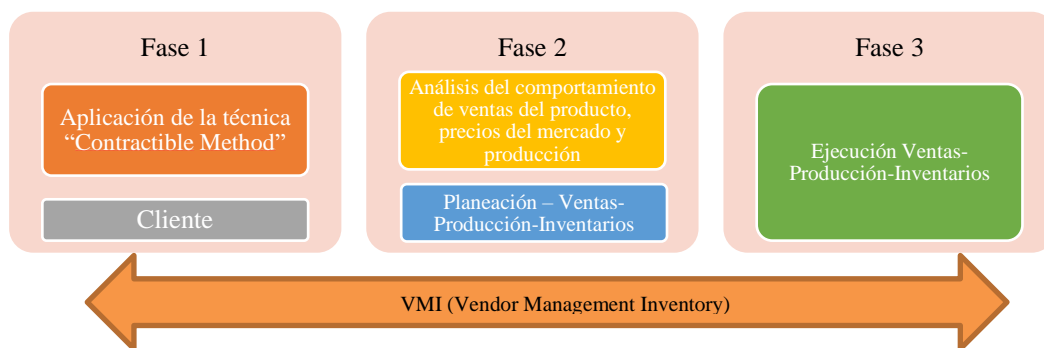 Fase 1
Aplicación de la técnica
“Contractible Method”
Cliente
Fase 2
Análisis del comportamiento
de ventas del producto,
precios del mercado y
producción
Planeación – Ventas-
Producción-Inventarios
Fase 3
Ejecución Ventas-
Producción-Inventarios
VMI (Vendor Management Inventory)